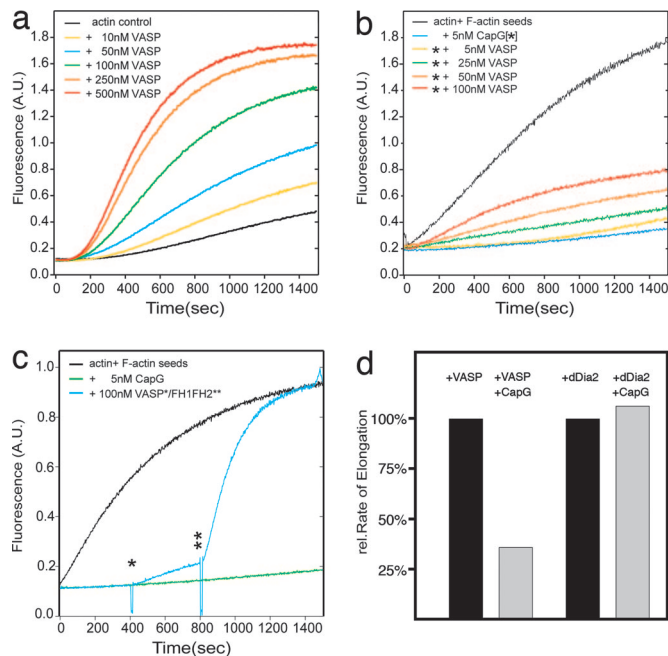 a
actin control
+ 10nM VASP
+ 50nM VASP
+ 100nM VASP
+ 250nM VASP
+ 500nM VASP
Fluorescence (A.U.)
1.8
1.6
1.4
1.2
1.0
0.8
0.6
0.4
0.2
0.0
0 200 400 600 800 1000 1200 1400
Time(sec)
b
actin+ F-actin seeds
+ 5nM CapG[*]
* + 5nM VASP
* + 25nM VASP
* + 50nM VASP
* + 100nM VASP
Fluorescence (A.U.)
1.8
1.6
1.4
1.2
1.0
0.8
0.6
0.4
0.2
0.0
0 200 400 600 800 1000 1200 1400
Time(sec)
c
actin+ F-actin seeds
+ 5nM CapG
+ 100nM VASP*/FH1FH2**
Fluorescence (A.U.)
1.0
0.8
0.6
0.4
0.2
0.0
*
**
0 200 400 600 800 1000 1200 1400
Time(sec)
d
+VASP
+VASP
+CapG
+dDia2
+dDia2
+CapG
rel.Rate of Elongation
100%
75%
50%
25%